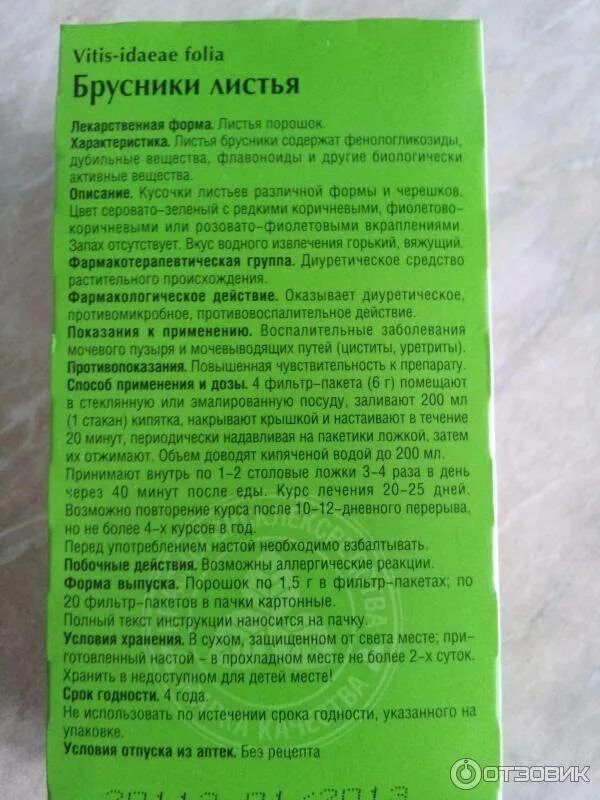 Vitis-idaeae folia
Брусники листья
Лекарственная форма. Листья порошок.
Характеристика. Листья брусники содержат фенологликозиды,
дубильные вещества, флавоноиды и другие биологически
активные вещества.
Описание. Кусочки листьев различной формы и черешков.
Цвет серовато-зеленый с редкими коричневыми, фиолетово-
коричневыми или розовато-фиолетовыми вкраплениями.
Запах отсутствует. Вкус водного извлечения горький, вяжущий.
Фармакотерапевтическая группа. Диуретическое средство
растительного происхождения.
Фармакологическое действие. Оказывает диуретическое,
противомикробное, противовоспалительное действие.
Показания к применению. Воспалительные заболевания
мочевого пузыря и мочевыводящих путей (циститы, уретриты).
Противопоказания. Повышенная чувствительность к препарату.
Способ применения и дозы. 4 фильтр-пакета (6 г) помещают
в стеклянную или эмалированную посуду, заливают 200 мл
(1 стакан) кипятка, накрывают крышкой и настаивают в течение
20 минут, периодически надавливая на пакетики ложкой, затем
их отжимают. Объем доводят кипяченой водой до 200 мл.
Принимают внутрь по 1-2 столовые ложки 3-4 раза в день
через 40 минут после еды. Курс лечения 20-25 дней.
Возможно повторение курса после 10-12-дневного перерыва,
но не более 4-х курсов в год.
Перед употреблением настой необходимо взбалтывать.
Побочные действия. Возможны аллергические реакции.
Форма выпуска. Порошок по 1,5 г в фильтр-пакетах; по
20 фильтр-пакетов в пачки картонные.
Полный текст инструкции наносится на пачку.
Условия хранения. В сухом, защищенном от света месте; при-
готовленный настой – в прохладном месте не более 2-х суток.
Хранить в недоступном для детей месте!
Срок годности. 4 года.
Не использовать по истечении срока годности, указанного на
упаковке.
Условия отпуска из аптек. Без рецепта
ОТЗОВИК